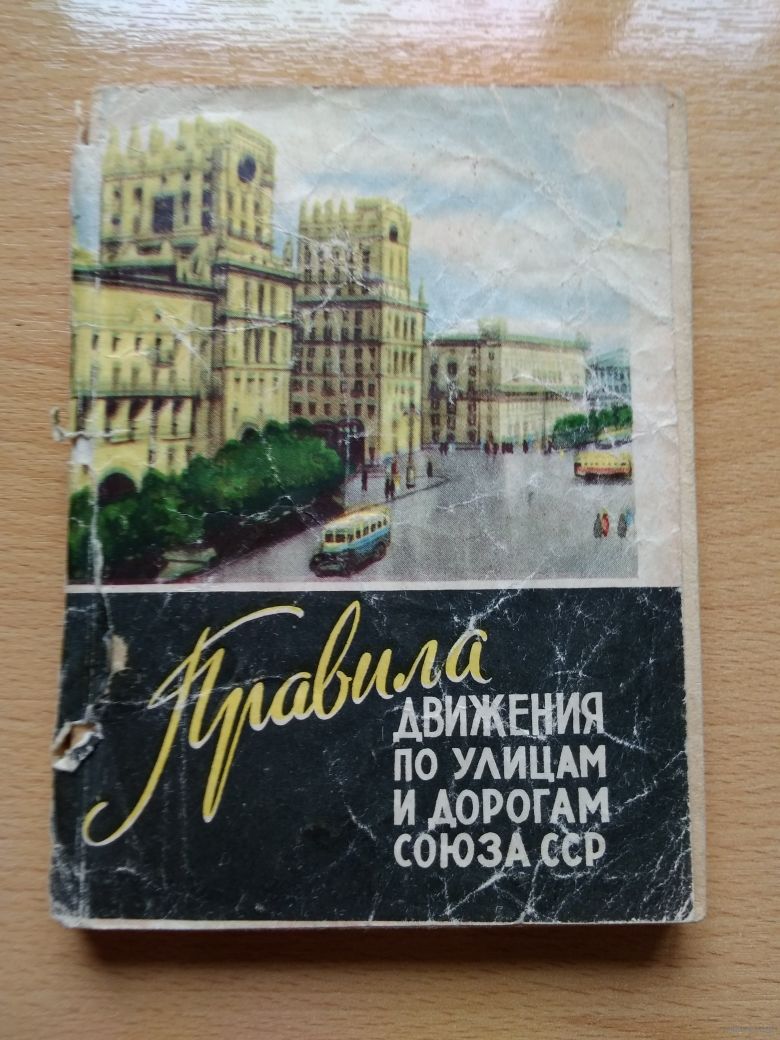 Правила
ДВИЖЕНИЯ
ПО УЛИЦАМ
И ДОРОГАМ
СОЮЗА ССР